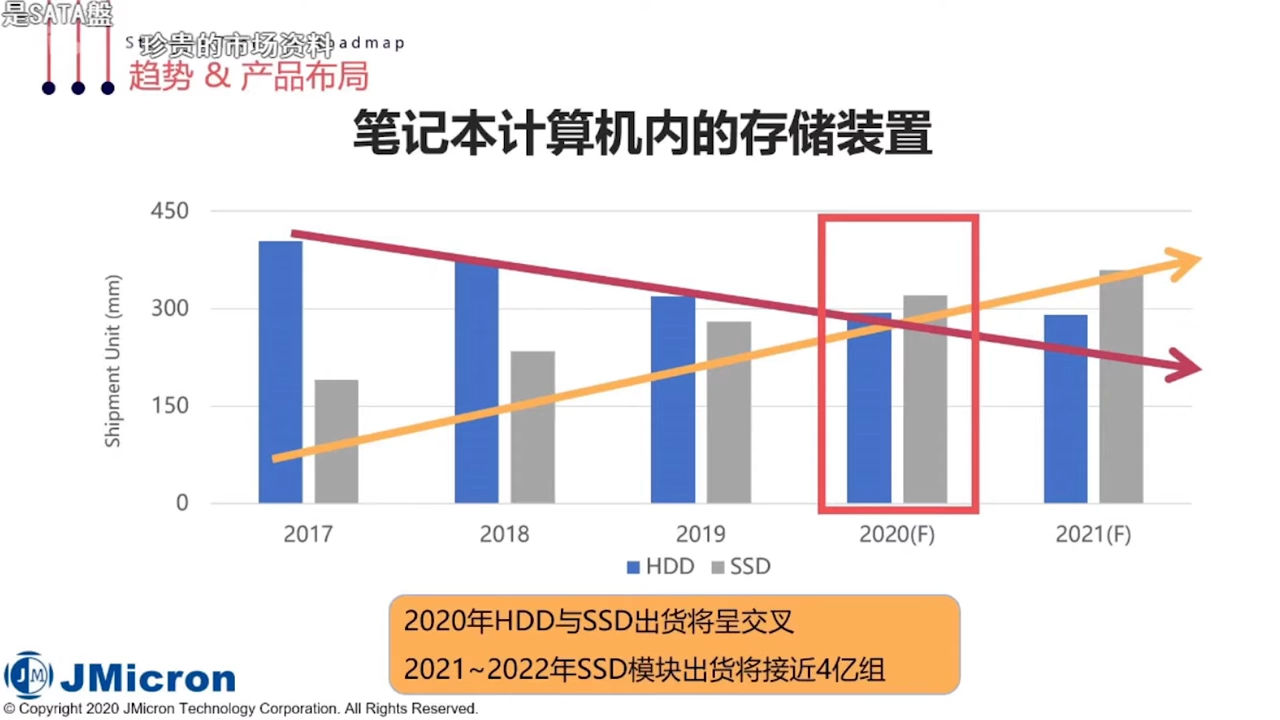 是SATA盤
珍贵的市场资料
趋势 & 产品布局
笔记本计算机内的存储装置
Shipment Unit (mm)
450
300
150
0
2017
2018
2019
2020(F)
2021(F)
HDD
SSD
2020年HDD与SSD出货将呈交叉
2021~2022年SSD模块出货将接近4亿组
JM JMicron
© Copyright 2020 JMicron Technology Corporation. All Rights Reserved.